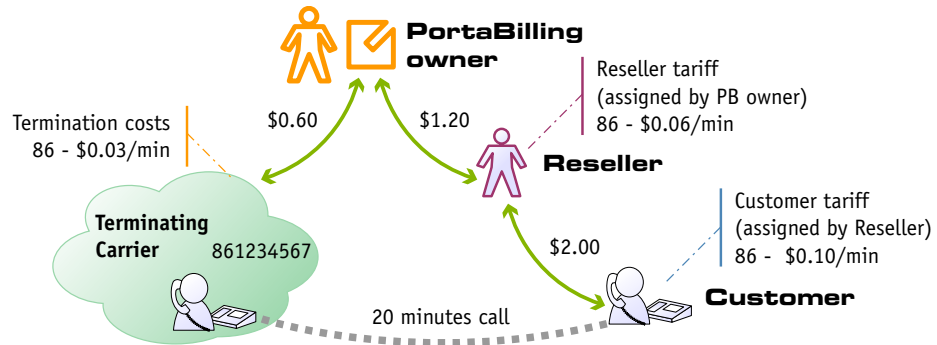 PortaBilling
owner
Reseller tariff
(assigned by PB owner)
86 - $0.06/min
$0.60
$1.20
Termination costs
86 - $0.03/min
Reseller
Terminating
Carrier
861234567
Customer tariff
(assigned by Reseller)
86 -  $0.10/min
$2.00
Customer
20 minutes call